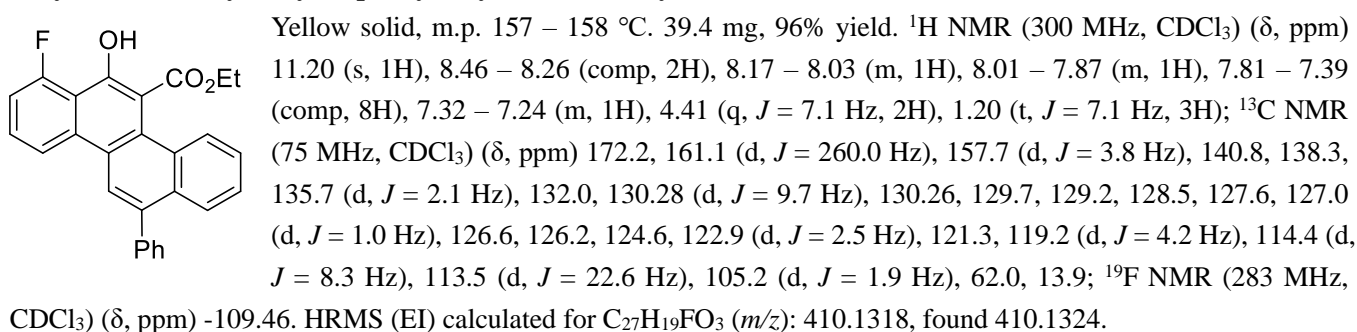 Yellow solid, m.p. 157 – 158 °C. 39.4 mg, 96% yield. ¹H NMR (300 MHz, CDCl₃) (δ, ppm)
F OH
CO₂Et
Ph
11.20 (s, 1H), 8.46 – 8.26 (comp, 2H), 8.17 – 8.03 (m, 1H), 8.01 – 7.87 (m, 1H), 7.81 – 7.39
(comp, 8H), 7.32 – 7.24 (m, 1H), 4.41 (q, J = 7.1 Hz, 2H), 1.20 (t, J = 7.1 Hz, 3H); ¹³C NMR
(75 MHz, CDCl₃) (δ, ppm) 172.2, 161.1 (d, J = 260.0 Hz), 157.7 (d, J = 3.8 Hz), 140.8, 138.3,
135.7 (d, J = 2.1 Hz), 132.0, 130.28 (d, J = 9.7 Hz), 130.26, 129.7, 129.2, 128.5, 127.6, 127.0
(d, J = 1.0 Hz), 126.6, 126.2, 124.6, 122.9 (d, J = 2.5 Hz), 121.3, 119.2 (d, J = 4.2 Hz), 114.4 (d,
J = 8.3 Hz), 113.5 (d, J = 22.6 Hz), 105.2 (d, J = 1.9 Hz), 62.0, 13.9; ¹⁹F NMR (283 MHz,
CDCl₃) (δ, ppm) -109.46. HRMS (EI) calculated for C₂₇H₁₉FO₃ (m/z): 410.1318, found 410.1324.